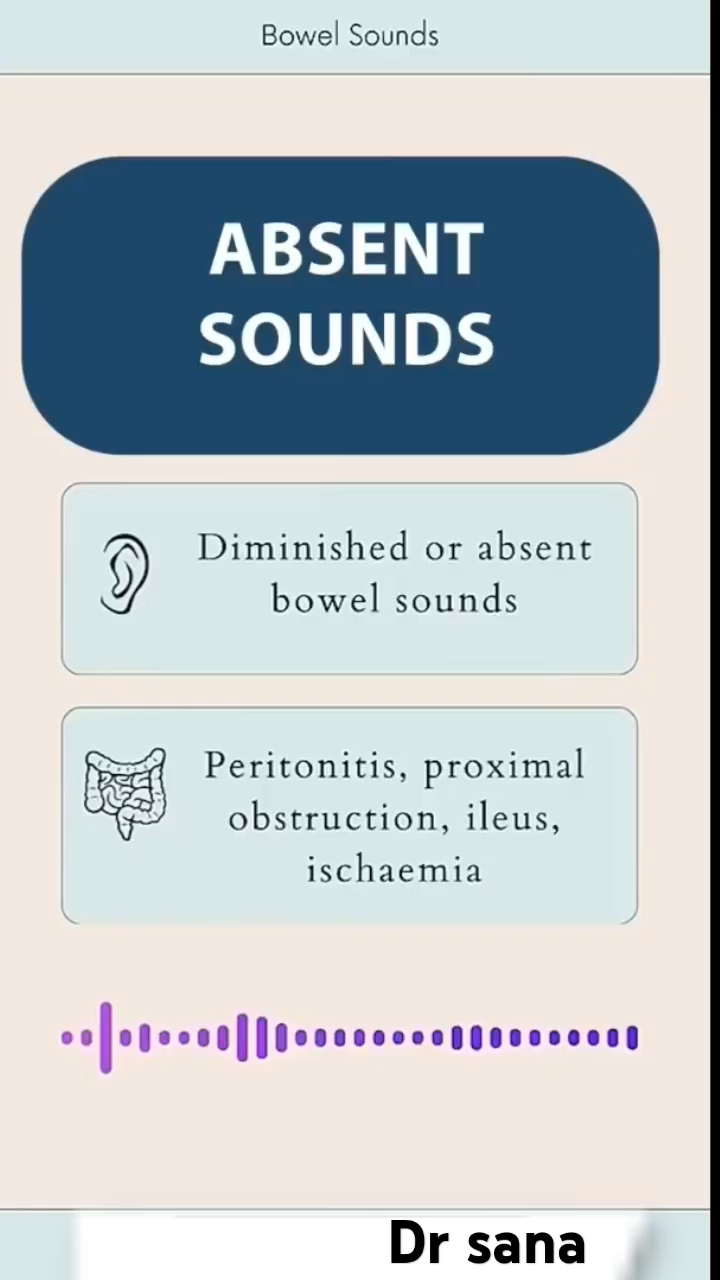 Bowel Sounds
ABSENT
SOUNDS
Diminished or absent
bowel sounds
Peritonitis, proximal
obstruction, ileus,
ischaemia
Dr sana